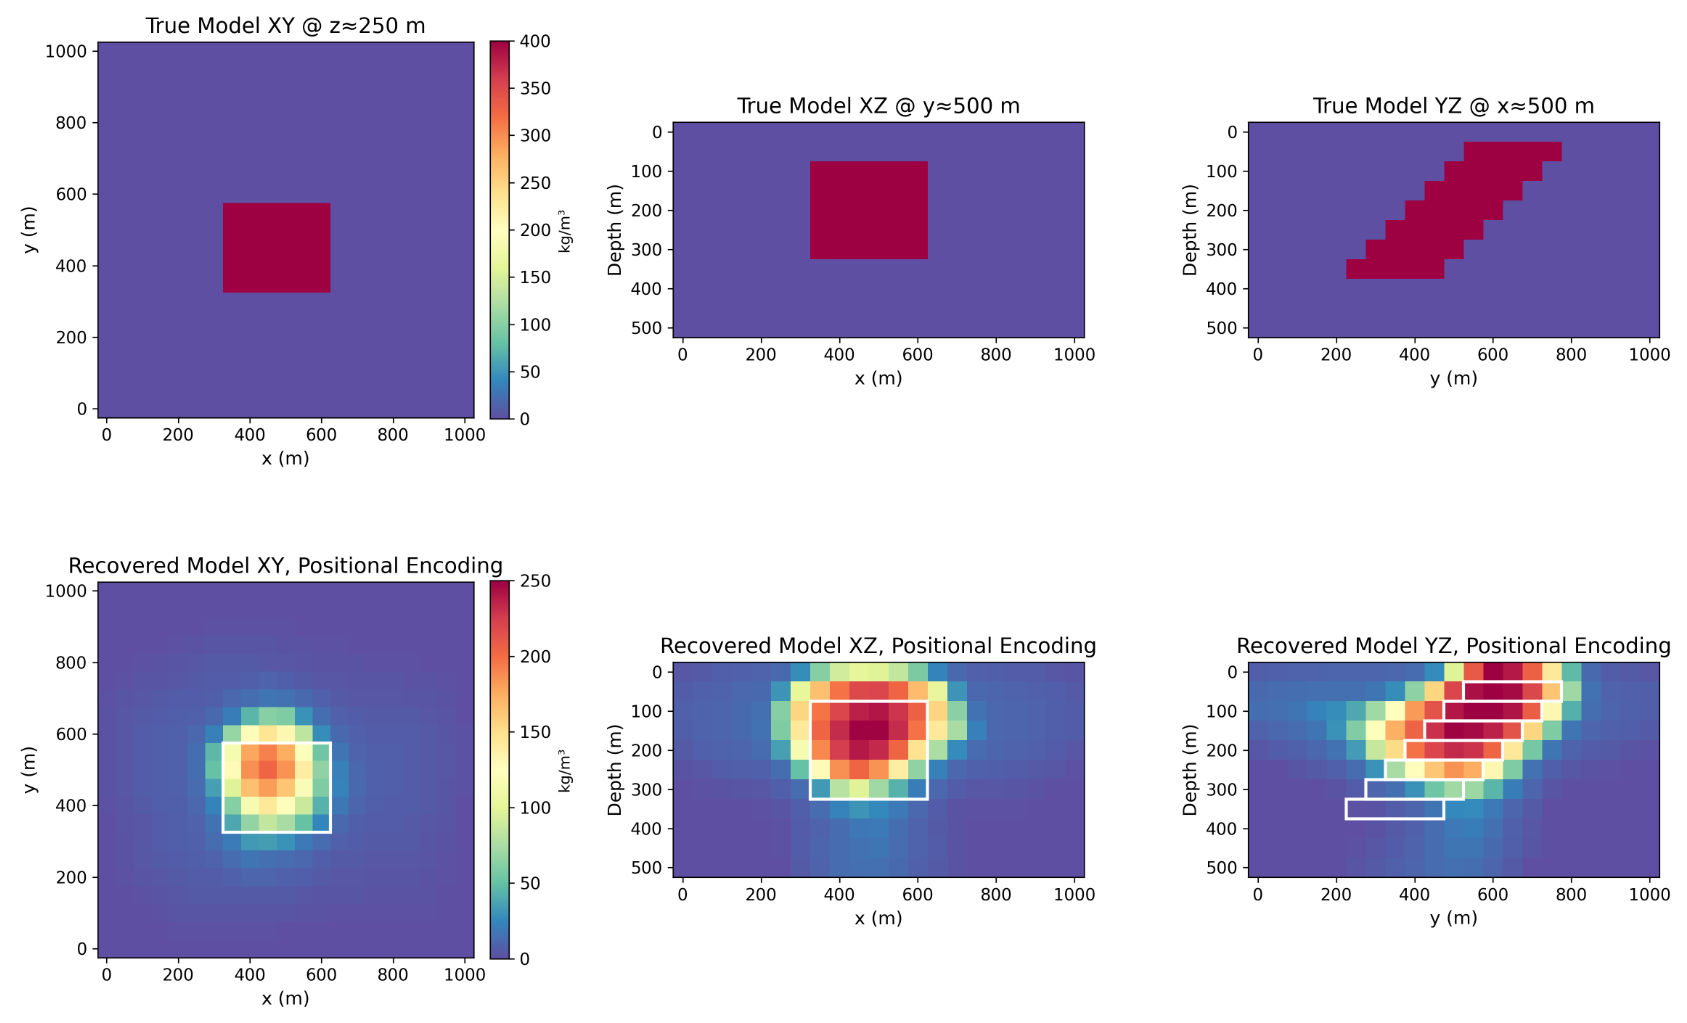 True Model XY @ z≈250 m
1000
800
600
400
200
0
y (m)
0 200 400 600 800 1000
x (m)
400
350
300
250
200
150
100
50
0
kg/m³
True Model XZ @ y≈500 m
0
100
200
300
400
500
Depth (m)
0 200 400 600 800 1000
x (m)
True Model YZ @ x≈500 m
0
100
200
300
400
500
Depth (m)
0 200 400 600 800 1000
y (m)
Recovered Model XY, Positional Encoding
1000
800
600
400
200
0
y (m)
0 200 400 600 800 1000
x (m)
250
200
150
100
50
0
kg/m³
Recovered Model XZ, Positional Encoding
0
100
200
300
400
500
Depth (m)
0 200 400 600 800 1000
x (m)
Recovered Model YZ, Positional Encoding
0
100
200
300
400
500
Depth (m)
0 200 400 600 800 1000
y (m)